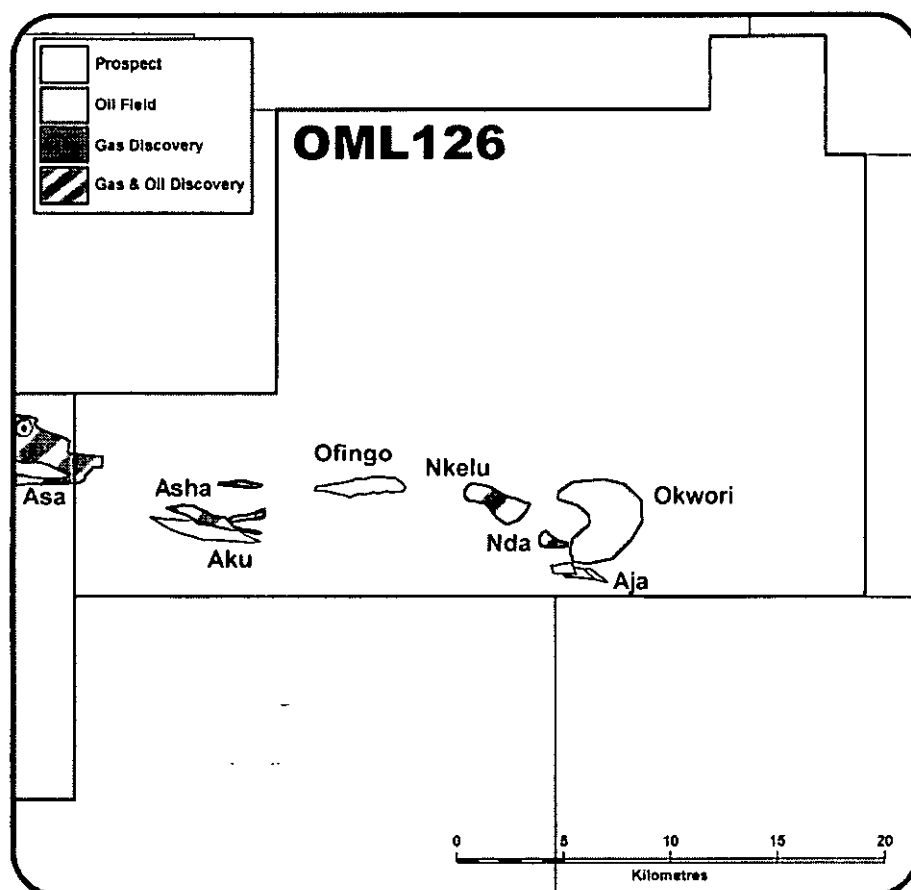 Prospect
Oil Field
Gas Discovery
Gas & Oil Discovery
OML126
Ofingo
Nkelu
Asha
Okwori
Asa
Nda
Aku
Aja
0 5 10 15 20
Kilometres